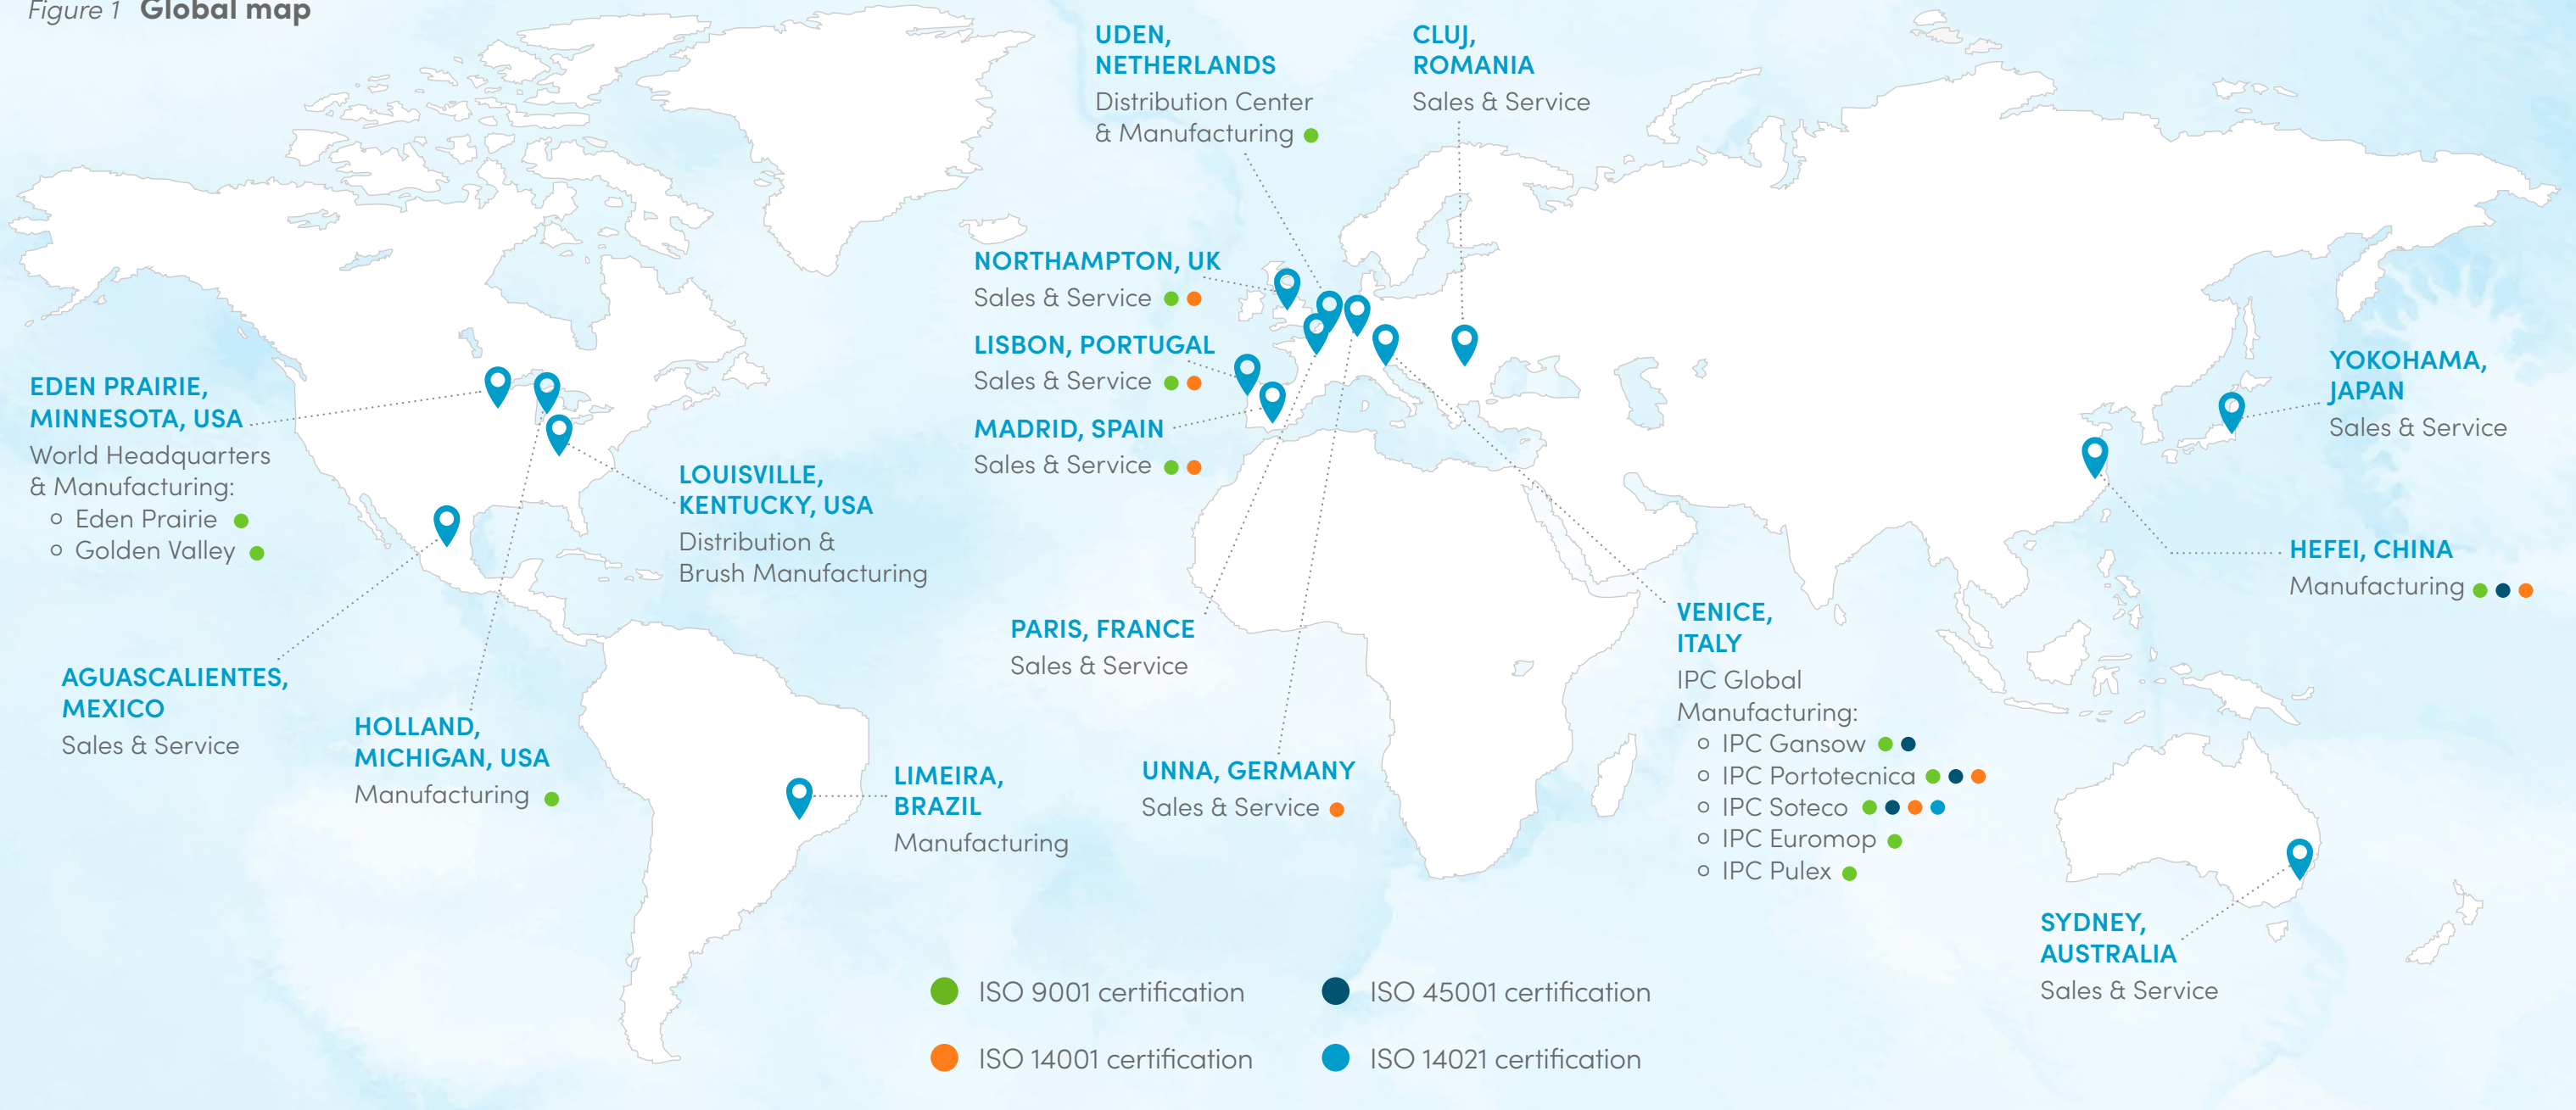 Figure 1 Global map
UDEN,
NETHERLANDS
Distribution Center
& Manufacturing
CLUJ,
ROMANIA
Sales & Service
NORTHAMPTON, UK
Sales & Service
LISBON, PORTUGAL
Sales & Service
MADRID, SPAIN
Sales & Service
EDEN PRAIRIE,
MINNESOTA, USA
World Headquarters
& Manufacturing:
Eden Prairie
Golden Valley
LOUISVILLE,
KENTUCKY, USA
Distribution &
Brush Manufacturing
YOKOHAMA,
JAPAN
Sales & Service
HEFEI, CHINA
Manufacturing
AGUASCALIENTES,
MEXICO
Sales & Service
HOLLAND,
MICHIGAN, USA
Manufacturing
LIMEIRA,
BRAZIL
Manufacturing
PARIS, FRANCE
Sales & Service
UNNA, GERMANY
Sales & Service
VENICE,
ITALY
IPC Global
Manufacturing:
IPC Gansow
IPC Portotecnica
IPC Soteco
IPC Euromop
IPC Pulex
SYDNEY,
AUSTRALIA
Sales & Service
ISO 9001 certification
ISO 45001 certification
ISO 14001 certification
ISO 14021 certification